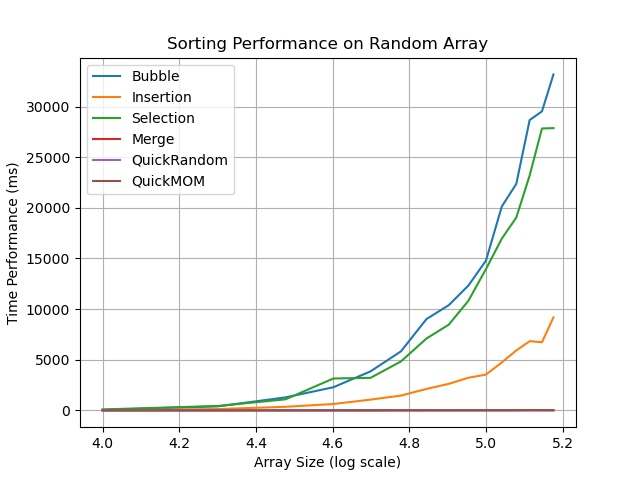 Sorting Performance on Random Array
Bubble
Insertion
Selection
Merge
QuickRandom
QuickMOM
Time Performance (ms)
30000
25000
20000
15000
10000
5000
0
4.0 4.2 4.4 4.6 4.8 5.0 5.2
Array Size (log scale)